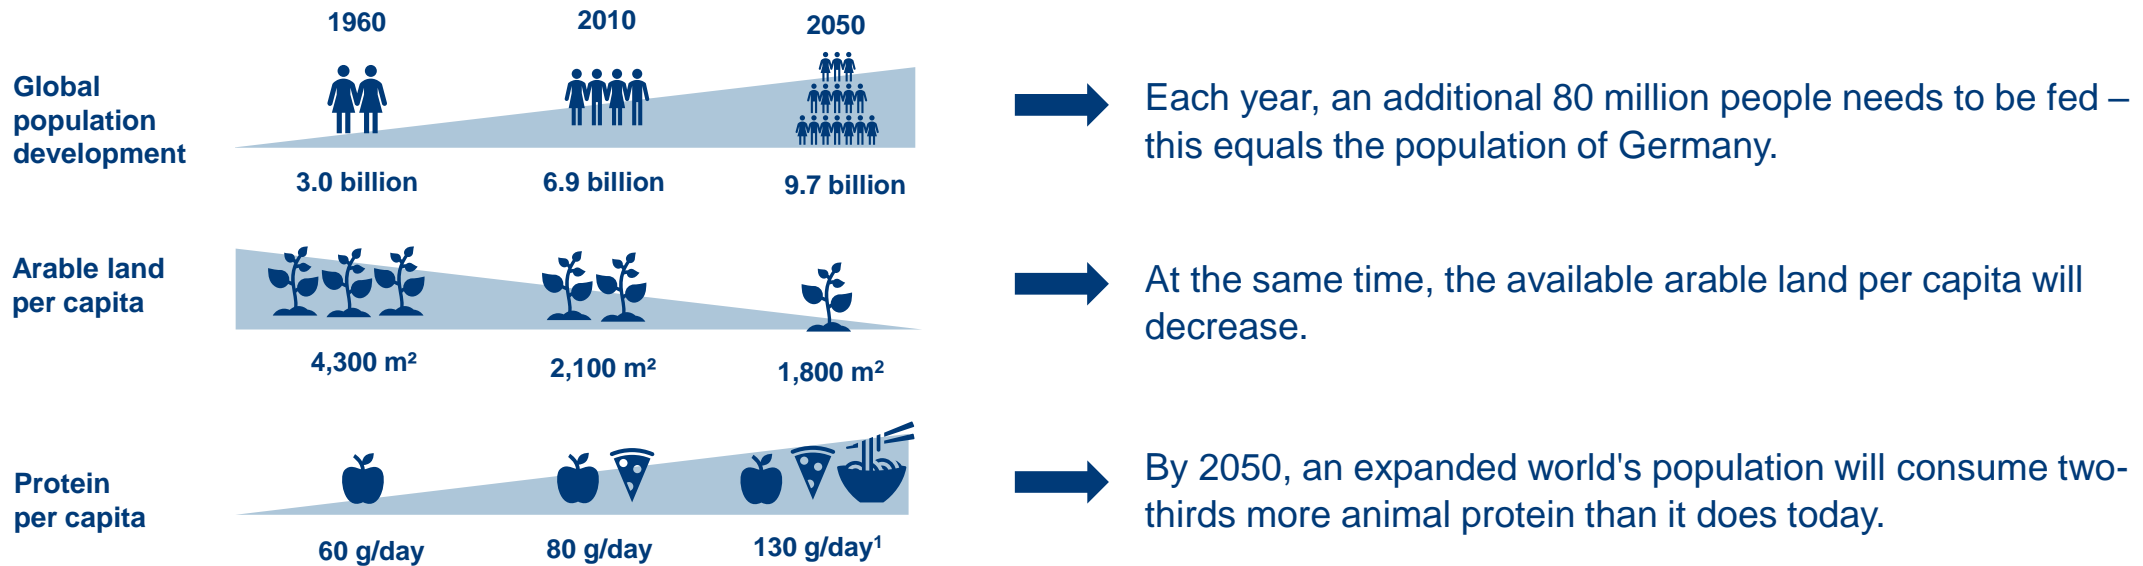 1960
2010
2050
Global
population
development
3.0 billion
6.9 billion
9.7 billion
Each year, an additional 80 million people needs to be fed –
this equals the population of Germany.
Arable land
per capita
4,300 m²
2,100 m²
1,800 m²
At the same time, the available arable land per capita will
decrease.
Protein
per capita
60 g/day
80 g/day
130 g/day¹
By 2050, an expanded world's population will consume two-
thirds more animal protein than it does today.